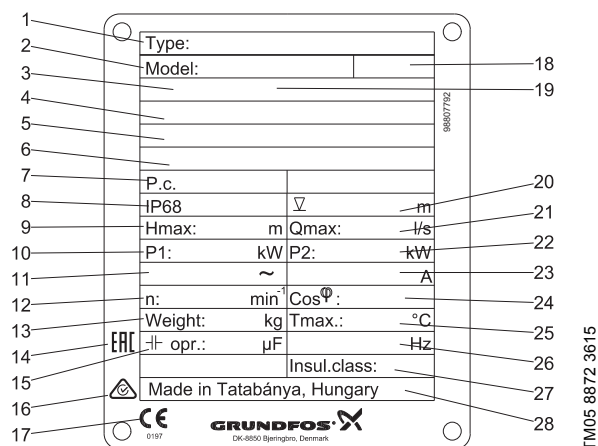 1 Type:
2 Model: 18
3 19
4
5
6
7 P.c.
8 IP68 m 20
9 Hmax: m Qmax: l/s 21
10 P1: kW P2: kW 22
11 ~ A 23
12 n: min-1 Cosφ : 24
13 Weight: kg Tmax.: °C 25
14 EAC
15 opr.: µF Hz 26
Insul.class: 27
16 Made in Tatabánya, Hungary 28
17 CE 0197
GRUNDFOS
DK-8850 Bjeringbro, Denmark
98807792
TM05 8872 3615